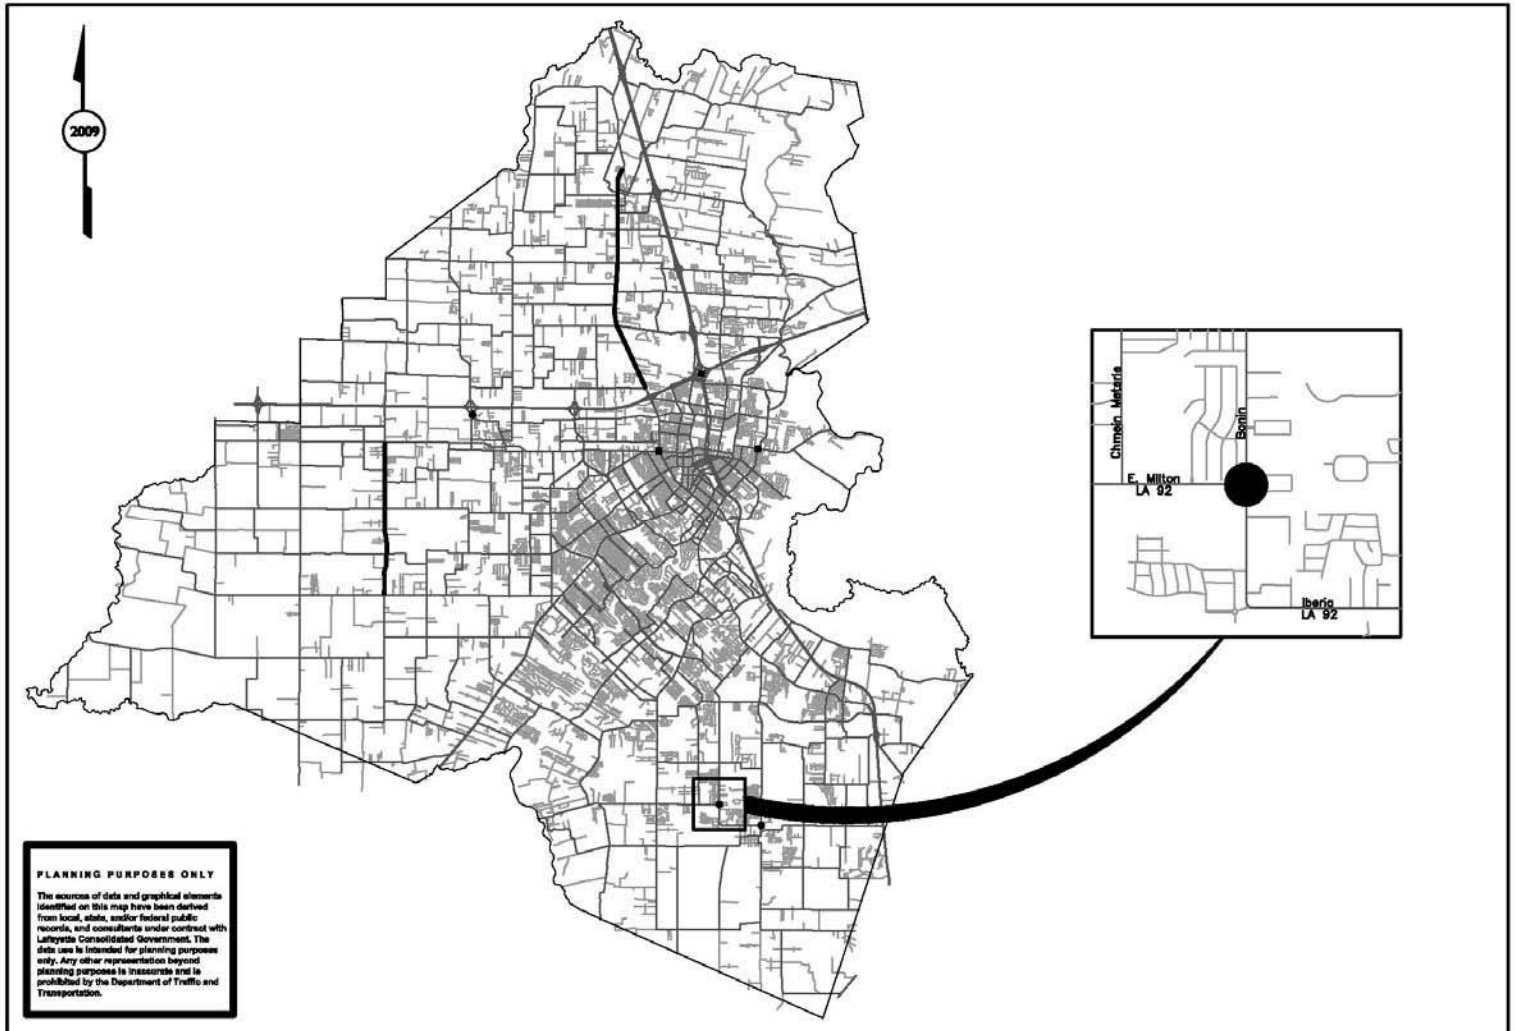 2009
Chmein Metarie
Bonin
E. Milton
LA 92
Iberia
LA 92
PLANNING PURPOSES ONLY
The sources of data and graphical elements
identified on this map have been derived
from local, state, and/or federal public
records, and consultants under contract with
Lafayette Consolidated Government. The
data use is intended for planning purposes
only. Any other representation beyond
planning purposes is inaccurate and is
prohibited by the Department of Traffic and
Transportation.